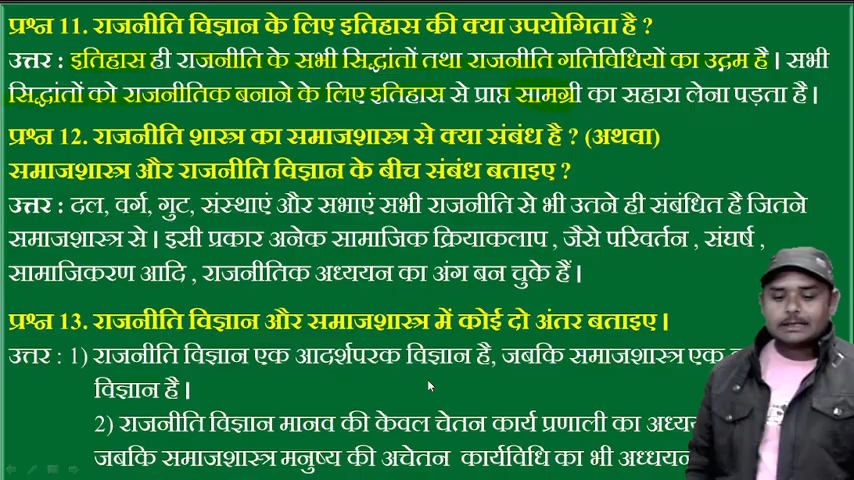 प्रश्न 11. राजनीति विज्ञान के लिए इतिहास की क्या उपयोगिता है ?
उत्तर : इतिहास ही राजनीति के सभी सिद्धांतों तथा राजनीति गतिविधियों का उद्गम है | सभी
सिद्धांतों को राजनीतिक बनाने के लिए इतिहास से प्राप्त सामग्री का सहारा लेना पड़ता है |
प्रश्न 12. राजनीति शास्त्र का समाजशास्त्र से क्या संबंध है ? (अथवा)
समाजशास्त्र और राजनीति विज्ञान के बीच संबंध बताइए ?
उत्तर : दल, वर्ग, गुट, संस्थाएं और सभाएं सभी राजनीति से भी उतने ही संबंधित है जितने
समाजशास्त्र से | इसी प्रकार अनेक सामाजिक क्रियाकलाप , जैसे परिवर्तन , संघर्ष ,
सामाजिकरण आदि , राजनीतिक अध्ययन का अंग बन चुके हैं |
प्रश्न 13. राजनीति विज्ञान और समाजशास्त्र में कोई दो अंतर बताइए |
उत्तर : 1) राजनीति विज्ञान एक आदर्शपरक विज्ञान है, जबकि समाजशास्त्र एक
विज्ञान है |
2) राजनीति विज्ञान मानव की केवल चेतन कार्य प्रणाली का
जबकि समाजशास्त्र मनुष्य की अचेतन कार्यविधि का भी